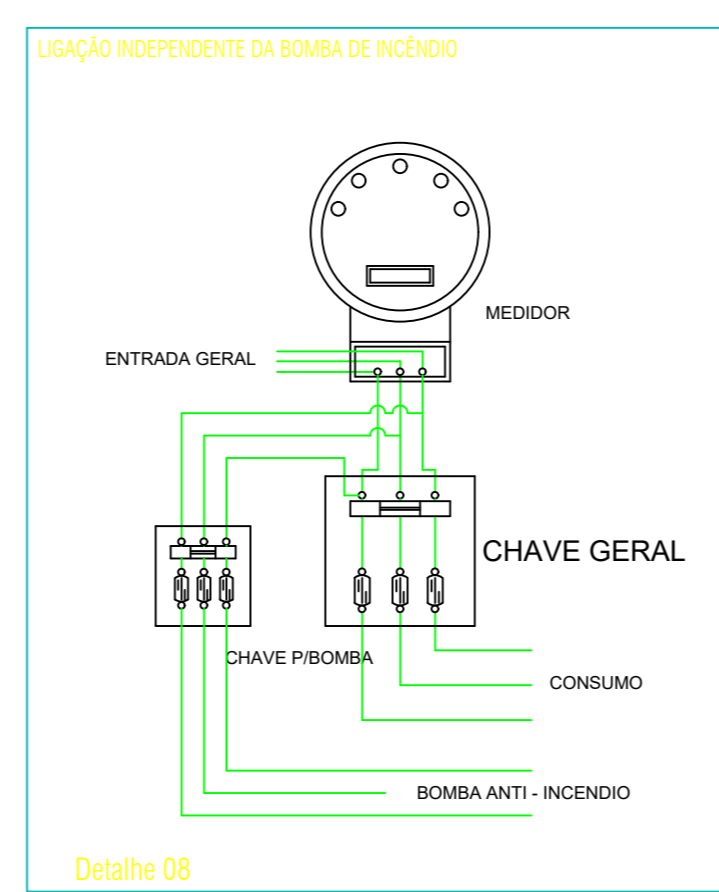 LIGAÇÃO INDEPENDENTE DA BOMBA DE INCÊNDIO
MEDIDOR
ENTRADA GERAL
CHAVE GERAL
CHAVE P/BOMBA
CONSUMO
BOMBA ANTI - INCENDIO
Detalhe 08